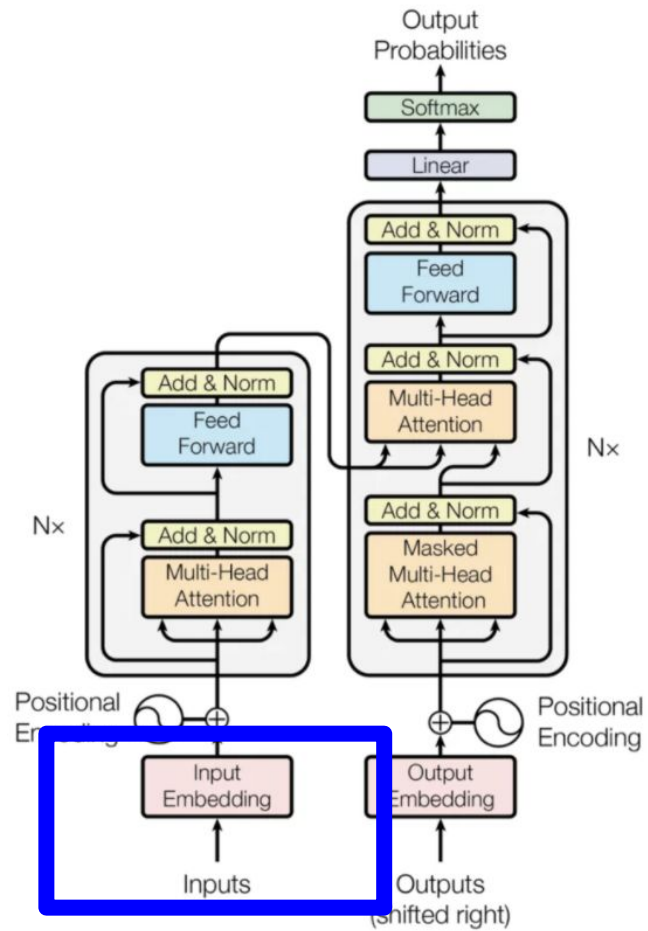 Output
Probabilities
Softmax
Linear
Add & Norm
Feed
Forward
Add & Norm
Multi-Head
Attention
Add & Norm
Masked
Multi-Head
Attention
Nx
Add & Norm
Feed
Forward
Add & Norm
Multi-Head
Attention
Nx
Positional
Encoding
Positional
Encoding
Input
Embedding
Output
Embedding
Inputs
Outputs
(shifted right)